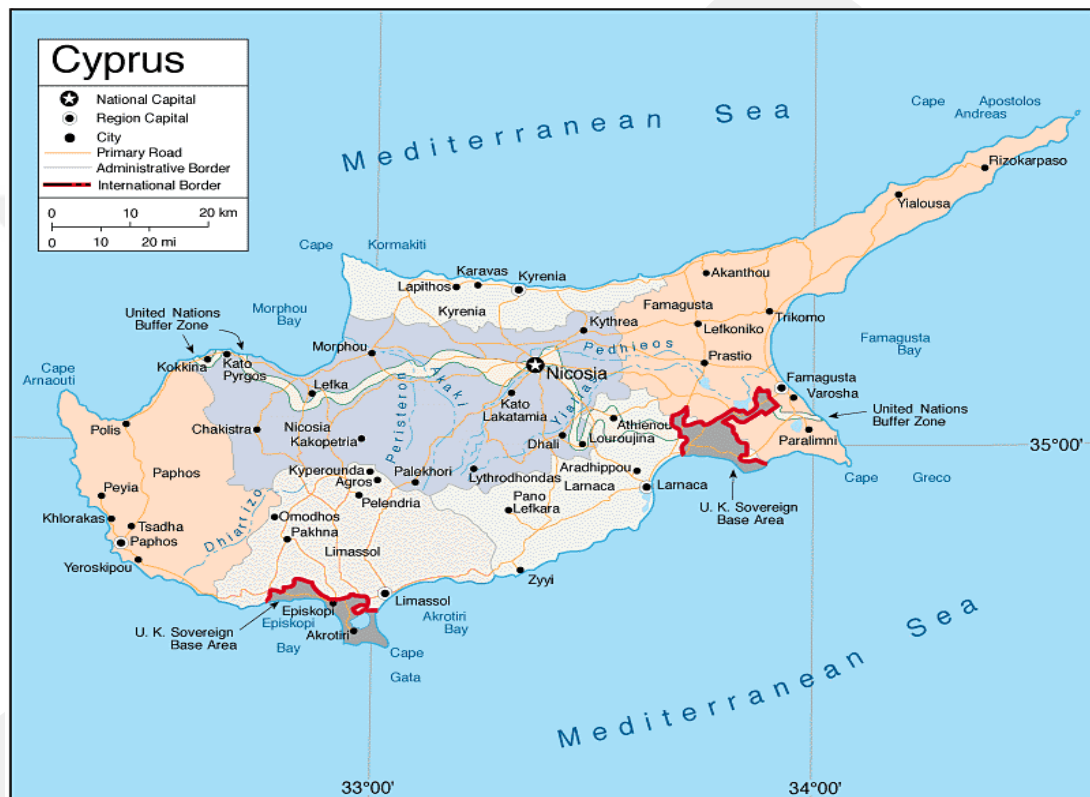 Cyprus
National Capital
Region Capital
City
Primary Road
Administrative Border
International Border
0 10 20 km
0 10 20 mi
Mediterranean Sea
Cape Apostolos
Andreas
Rizokarpaso
Yialousa
Cape Kormakiti
Karavas
Kyrenia
Lapithos
Kyrenia
Akanthou
Famagusta
Trikomo
Lefkoniko
Kythrea
Morphou
Bay
United Nations
Buffer Zone
Morphou
Pedhieos
Prastio
Famagusta
Bay
Kokkina
Kato
Pyrgos
Cape
Arnaouti
Nicosia
Lefka
Peristeron
Akaki
Yialias
Kato
Lakatamia
Famagusta
Varosha
United Nations
Buffer Zone
Polis
Chakistra
Nicosia
Kakopetria
Dhali
Athienou
Louroujina
Paralimni
35°00'
Paphos
Kyperounda
Agros
Palekhori
Lythrodhondas
Aradhippou
Larnaca
Larnaca
Cape Greco
Peyia
Pelendria
Pano
Lefkara
U. K. Sovereign
Base Area
Khlorakas
Tsadha
Paphos
Dhiarrizo
Omodhos
Pakhna
Limassol
Yeroskipou
Zyyi
Limassol
Episkopi
Akrotiri
U. K. Sovereign
Base Area
Episkopi
Bay
Akrotiri
Bay
Cape
Gata
Mediterranean Sea
33°00'
34°00'